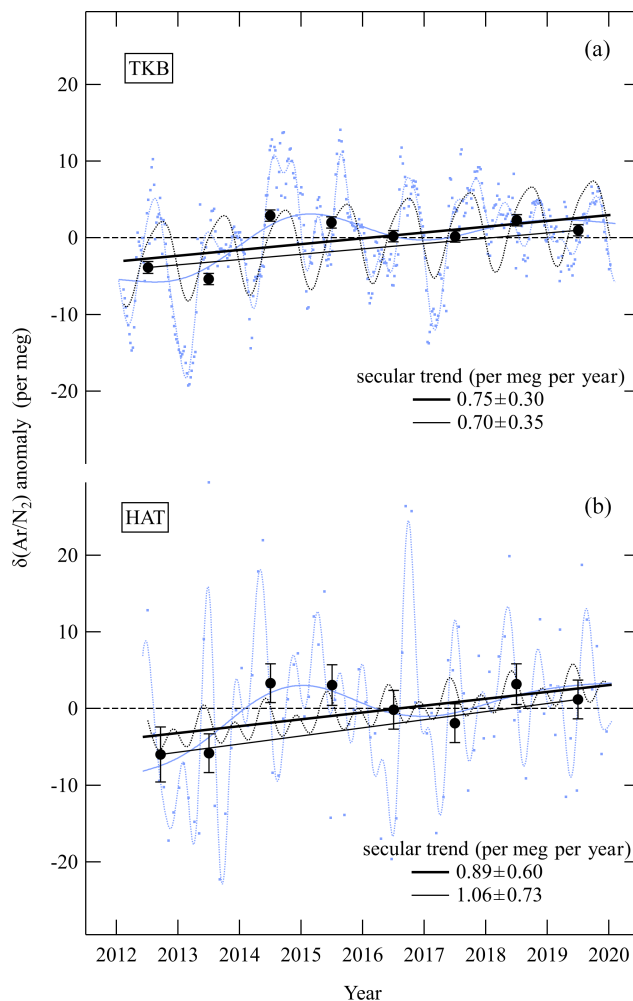 (a)
TKB
20
10
0
-10
-20
secular trend (per meg per year)
0.75±0.30
0.70±0.35
δ(Ar/N2) anomaly (per meg)
(b)
HAT
20
10
0
-10
-20
secular trend (per meg per year)
0.89±0.60
1.06±0.73
2012 2013 2014 2015 2016 2017 2018 2019 2020
Year